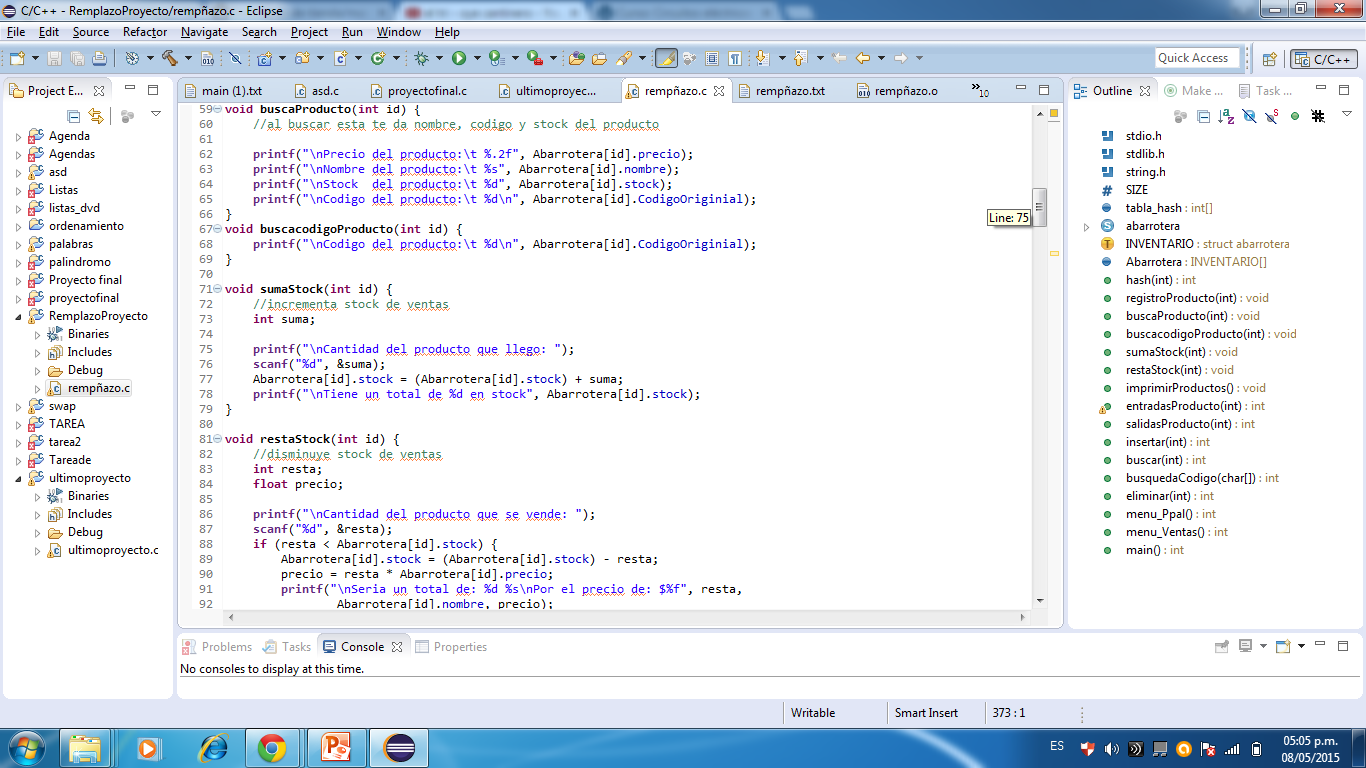 C/C++ - RemplazoProyecto/rempñazo.c - Eclipse
File Edit Source Refactor Navigate Search Project Run Window Help
Quick Access C/C++
Project E...
Agenda
Agendas
asd
Listas
listas_dvd
ordenamiento
palabras
palindromo
Proyecto final
proyectofinal
RemplazoProyecto
Binaries
Includes
Debug
rempñazo.c
swap
TAREA
tarea2
Tareade
ultimoproyecto
Binaries
Includes
Debug
ultimoproyecto.c
main (1).txt asd.c proyectofinal.c ultimoproyec... rempñazo.c rempñazo.txt rempñazo.o »10
59 void buscaProducto(int id) {
60 //al buscar esta te da nombre, codigo y stock del producto
61
62 printf("\nPrecio del producto:\t %.2f", Abarrotera[id].precio);
63 printf("\nNombre del producto:\t %s", Abarrotera[id].nombre);
64 printf("\nStock  del producto:\t %d", Abarrotera[id].stock);
65 printf("\nCodigo del producto:\t %d\n", Abarrotera[id].CodigoOriginial);
66 }
67 void buscacodigoProducto(int id) {
68 printf("\nCodigo del producto:\t %d\n", Abarrotera[id].CodigoOriginial);
69 }
70
71 void sumaStock(int id) {
72 //incrementa stock de ventas
73 int suma;
74
75 printf("\nCantidad del producto que llego: ");
76 scanf("%d", &suma);
77 Abarrotera[id].stock = (Abarrotera[id].stock) + suma;
78 printf("\nTiene un total de %d en stock", Abarrotera[id].stock);
79 }
80
81 void restaStock(int id) {
82 //disminuye stock de ventas
83 int resta;
84 float precio;
85
86 printf("\nCantidad del producto que se vende: ");
87 scanf("%d", &resta);
88 if (resta < Abarrotera[id].stock) {
89 Abarrotera[id].stock = (Abarrotera[id].stock) - resta;
90 precio = resta * Abarrotera[id].precio;
91 printf("\nSeria un total de: %d %s\nPor el precio de: $%f", resta,
92 Abarrotera[id].nombre, precio);
Line: 75
Outline Make ... Task ...
stdio.h
stdlib.h
string.h
SIZE
tabla_hash : int[]
abarrotera
INVENTARIO : struct abarrotera
Abarrotera : INVENTARIO[]
hash(int) : int
registroProducto(int) : void
buscaProducto(int) : void
buscacodigoProducto(int) : void
sumaStock(int) : void
restaStock(int) : void
imprimirProductos() : void
entradasProducto(int) : int
salidasProducto(int) : int
insertar(int) : int
buscar(int) : int
busquedaCodigo(char[]) : int
eliminar(int) : int
menu_Ppal() : int
menu_Ventas() : int
main() : int
Problems Tasks Console Properties
No consoles to display at this time.
Writable Smart Insert 373 : 1
ES 05:05 p.m.
08/05/2015